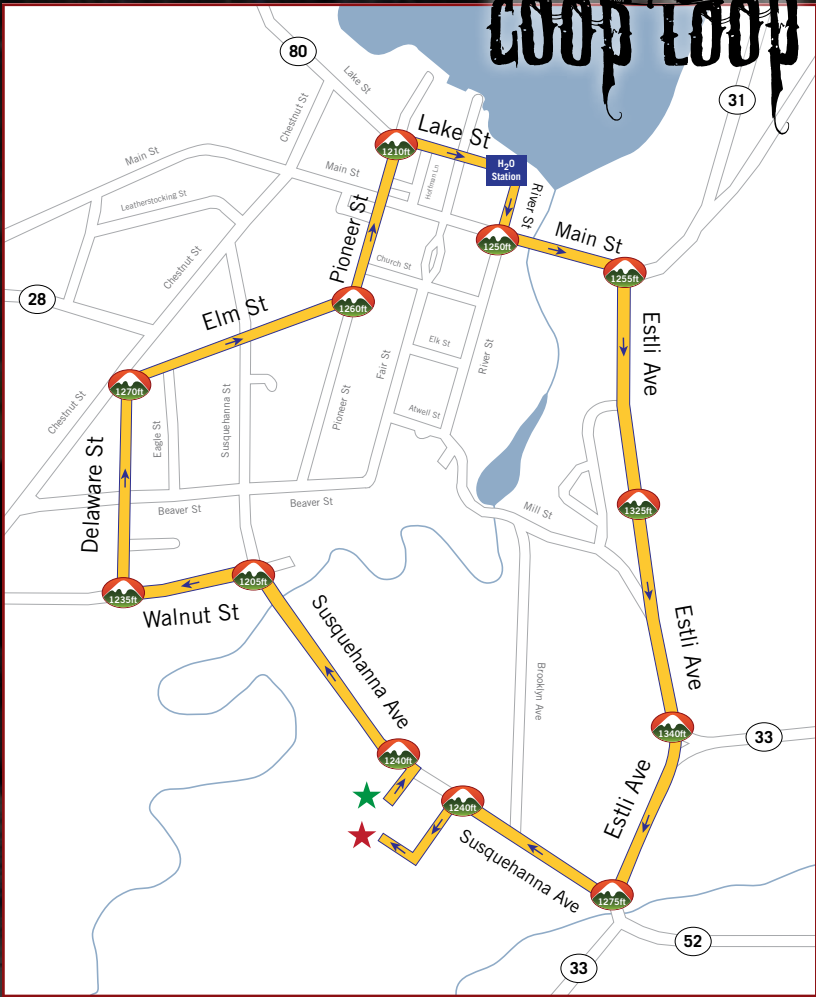 COOP LOOP
80
31
Lake St
Chestnut St
Lake St
1210ft
H₂O
Station
Main St
Main St
Hoffman Ln
Leatherstocking St
River St
Pioneer St
1250ft
Main St
1255ft
Chestnut St
Church St
28
Elm St
1260ft
Estli Ave
Elk St
River St
Fair St
1270ft
Chestnut St
Eagle St
Susquehanna St
Pioneer St
Atwell St
Delaware St
Beaver St
Beaver St
1325ft
Mill St
1205ft
1235ft
Walnut St
Susquehanna Ave
Estli Ave
Brooklyn Ave
1340ft
33
1240ft
1240ft
Estli Ave
Susquehanna Ave
1275ft
52
33